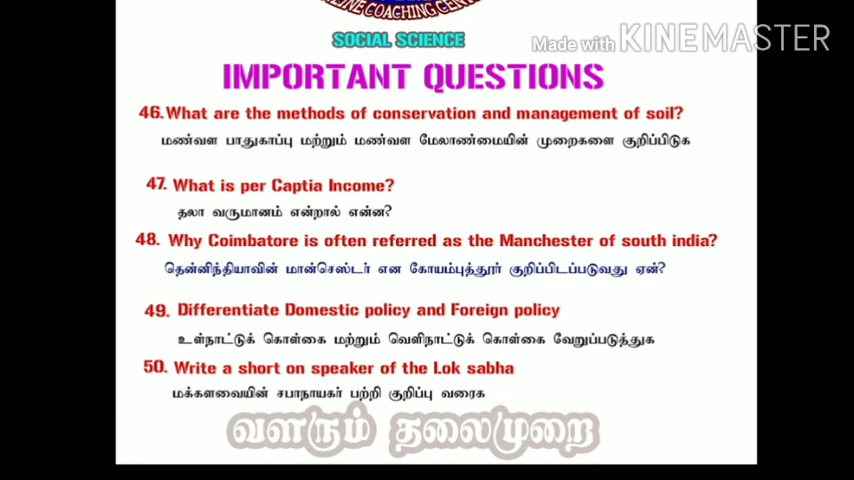 ONLINE COACHING CENT
SOCIAL SCIENCE
Made with KINEMASTER
IMPORTANT QUESTIONS
46. What are the methods of conservation and management of soil?
மண்வள பாதுகாப்பு மற்றும் மண்வள மேலாண்மையின் முறைகளை குறிப்பிடுக
47. What is per Captia Income?
தலா வருமானம் என்றால் என்ன?
48. Why Coimbatore is often referred as the Manchester of south india?
தென்னிந்தியாவின் மான்செஸ்டர் என கோயம்புத்தூர் குறிப்பிடப்படுவது ஏன்?
49. Differentiate Domestic policy and Foreign policy
உள்நாட்டுக் கொள்கை மற்றும் வெளிநாட்டுக் கொள்கை வேறுபடுத்துக
50. Write a short on speaker of the Lok sabha
மக்களவையின் சபாநாயகர் பற்றி குறிப்பு வரைக
வளரும் தலைமுறை